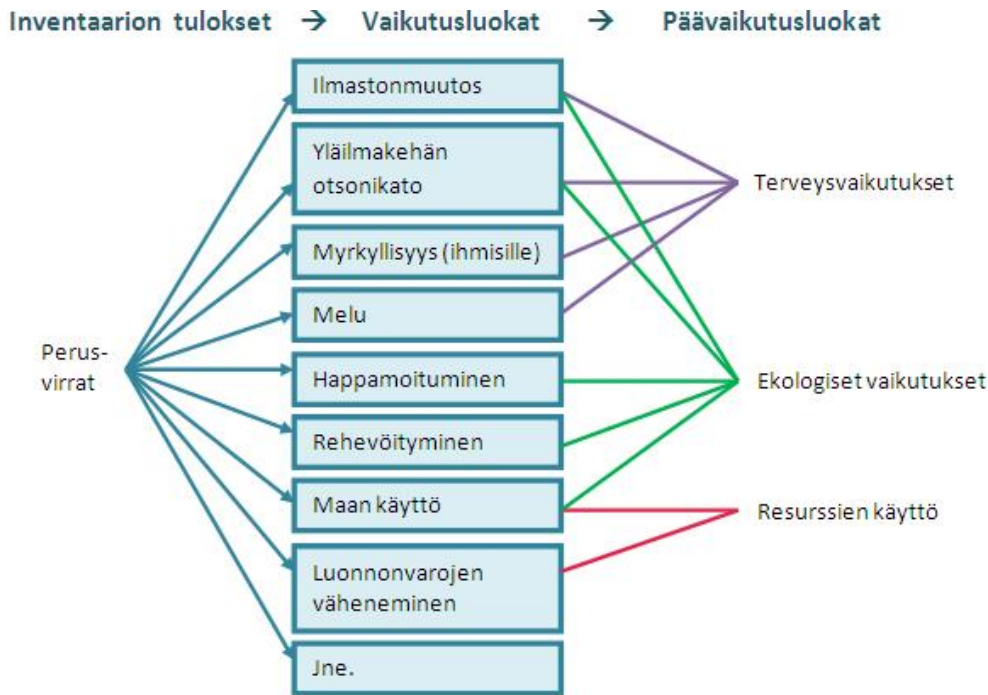 Inventaarion tulokset → Vaikutusluokat → Päävaikutusluokat
Ilmastonmuutos
Yläilmakehän
otsonikato
Myrkyllisyys (ihmisille)
Melu
Happamoituminen
Rehevöityminen
Maan käyttö
Luonnonvarojen
väheneminen
Jne.
Perus-
virrat
Terveysvaikutukset
Ekologiset vaikutukset
Resurssien käyttö